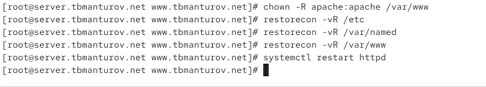 [root@server.tbmanturov.net www.tbmanturov.net]# chown -R apache:apache /var/www
[root@server.tbmanturov.net www.tbmanturov.net]# restorecon -vR /etc
[root@server.tbmanturov.net www.tbmanturov.net]# restorecon -vR /var/named
[root@server.tbmanturov.net www.tbmanturov.net]# restorecon -vR /var/www
[root@server.tbmanturov.net www.tbmanturov.net]# systemctl restart httpd
[root@server.tbmanturov.net www.tbmanturov.net]#